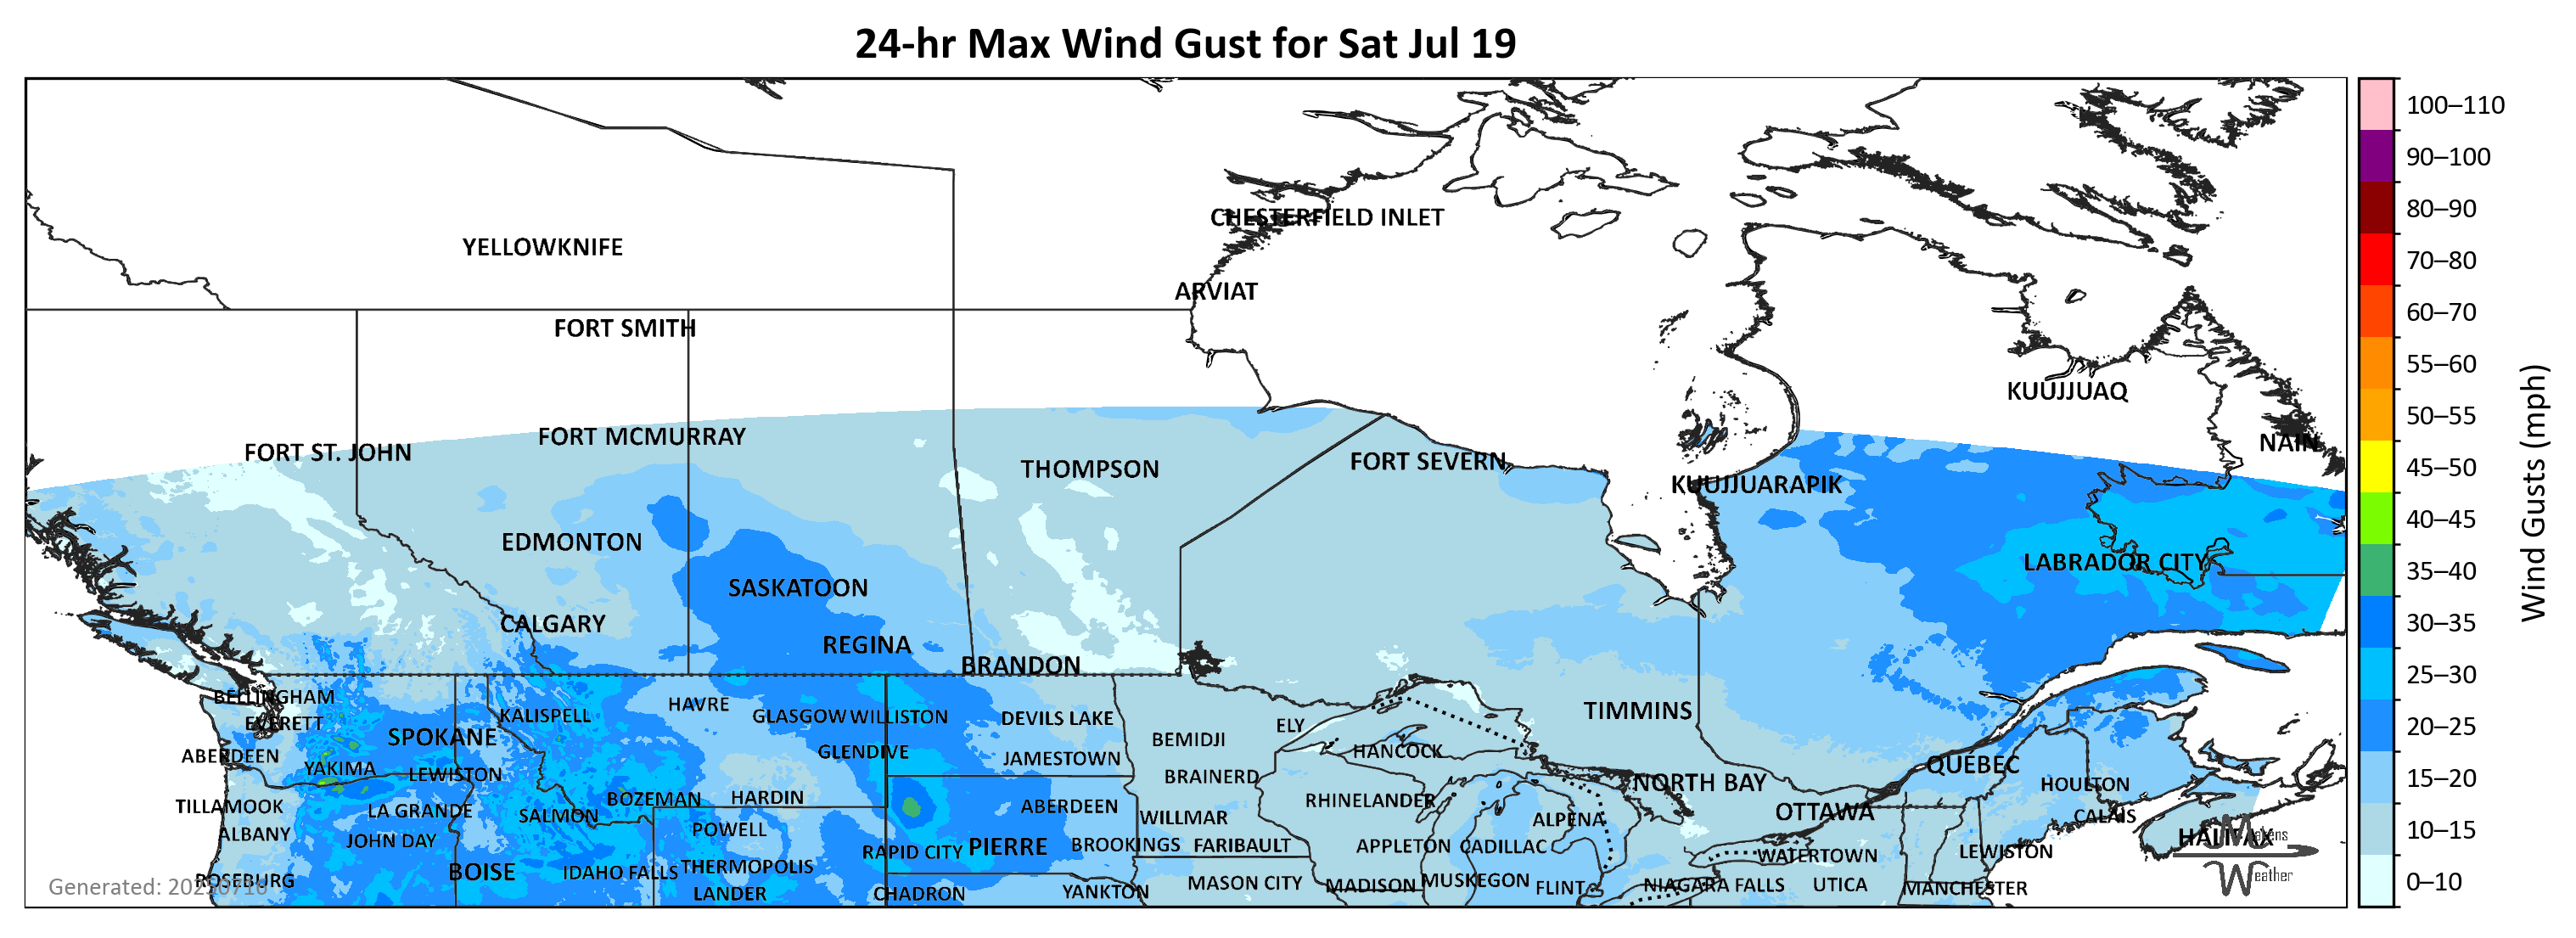 24-hr Max Wind Gust for Sat Jul 19
CHESTERFIELD INLET
YELLOWKNIFE
ARVIAT
FORT SMITH
KUUJJUAQ
FORT MCMURRAY
NAIN
FORT ST. JOHN
FORT SEVERN
THOMPSON
KUUJJUARAPIK
EDMONTON
LABRADOR CITY
SASKATOON
CALGARY
REGINA
BRANDON
BELLINGHAM
HAVRE
TIMMINS
KALISPELL
GLASGOW
WILLISTON
DEVILS LAKE
EVERETT
ELY
SPOKANE
BEMIDJI
GLENDIVE
HANCOCK
ABERDEEN
JAMESTOWN
QUÉBEC
YAKIMA
LEWISTON
BRAINERD
NORTH BAY
HOULTON
BOZEMAN
HARDIN
RHINELANDER
TILLAMOOK
ABERDEEN
LA GRANDE
SALMON
WILLMAR
ALPENA
OTTAWA
CALAIS
ALBANY
POWELL
HALIFAX
Makens
JOHN DAY
RAPID CITY
PIERRE
BROOKINGS
FARIBAULT
APPLETON
CADILLAC
WATERTOWN
LEWISTON
BOISE
IDAHO FALLS
THERMOPOLIS
Weather
ROSEBURG
LANDER
CHADRON
YANKTON
MASON CITY
MADISON
MUSKEGON
FLINT
NIAGARA FALLS
UTICA
MANCHESTER
Generated:
100–110
90–100
80–90
70–80
60–70
55–60
50–55
45–50
40–45
35–40
30–35
25–30
20–25
15–20
10–15
0–10
Wind Gusts (mph)